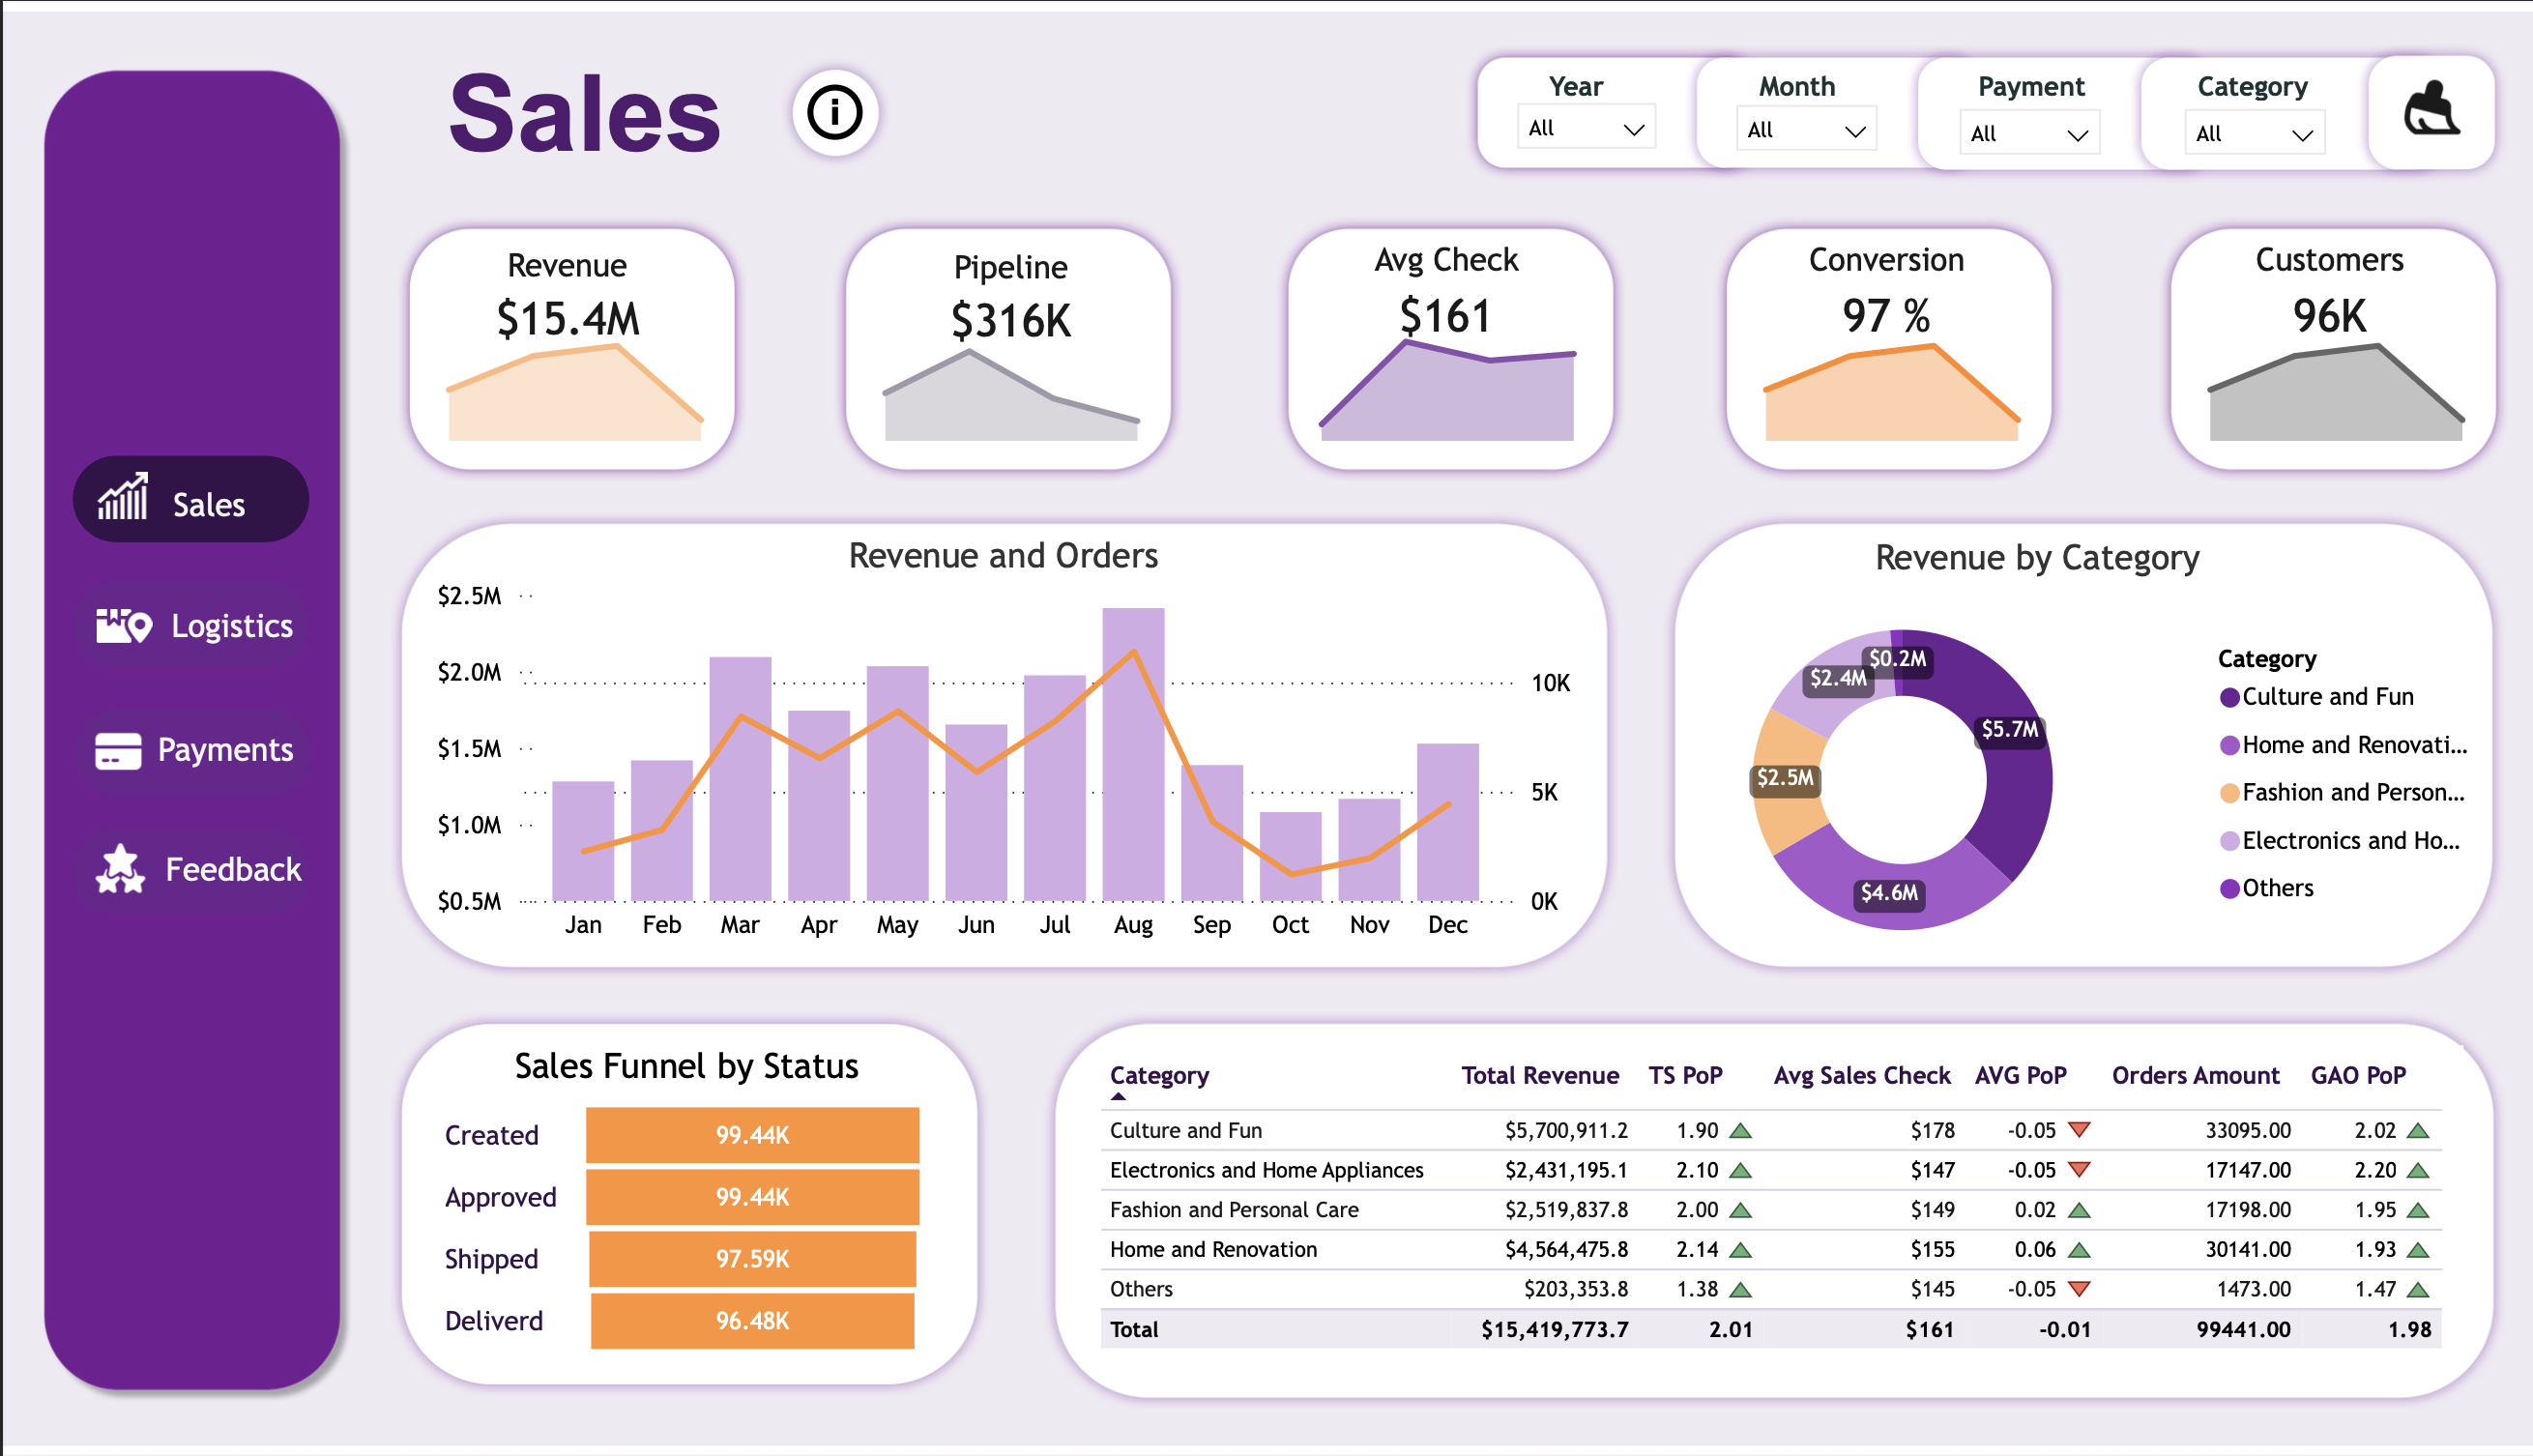 Sales
Year
All
Month
All
Payment
All
Category
All
Revenue
$15.4M
Pipeline
$316K
Avg Check
$161
Conversion
97 %
Customers
96K
Sales
Logistics
Payments
Feedback
Revenue and Orders
$2.5M
$2.0M
$1.5M
$1.0M
$0.5M
10K
5K
0K
Jan Feb Mar Apr May Jun Jul Aug Sep Oct Nov Dec
Revenue by Category
$0.2M
$2.4M
$5.7M
$2.5M
$4.6M
Category
Culture and Fun
Home and Renovati...
Fashion and Person...
Electronics and Ho...
Others
Sales Funnel by Status
Created 99.44K
Approved 99.44K
Shipped 97.59K
Deliverd 96.48K
Category Total Revenue TS PoP Avg Sales Check AVG PoP Orders Amount GAO PoP
Culture and Fun $5,700,911.2 1.90 $178 -0.05 33095.00 2.02
Electronics and Home Appliances $2,431,195.1 2.10 $147 -0.05 17147.00 2.20
Fashion and Personal Care $2,519,837.8 2.00 $149 0.02 17198.00 1.95
Home and Renovation $4,564,475.8 2.14 $155 0.06 30141.00 1.93
Others $203,353.8 1.38 $145 -0.05 1473.00 1.47
Total $15,419,773.7 2.01 $161 -0.01 99441.00 1.98